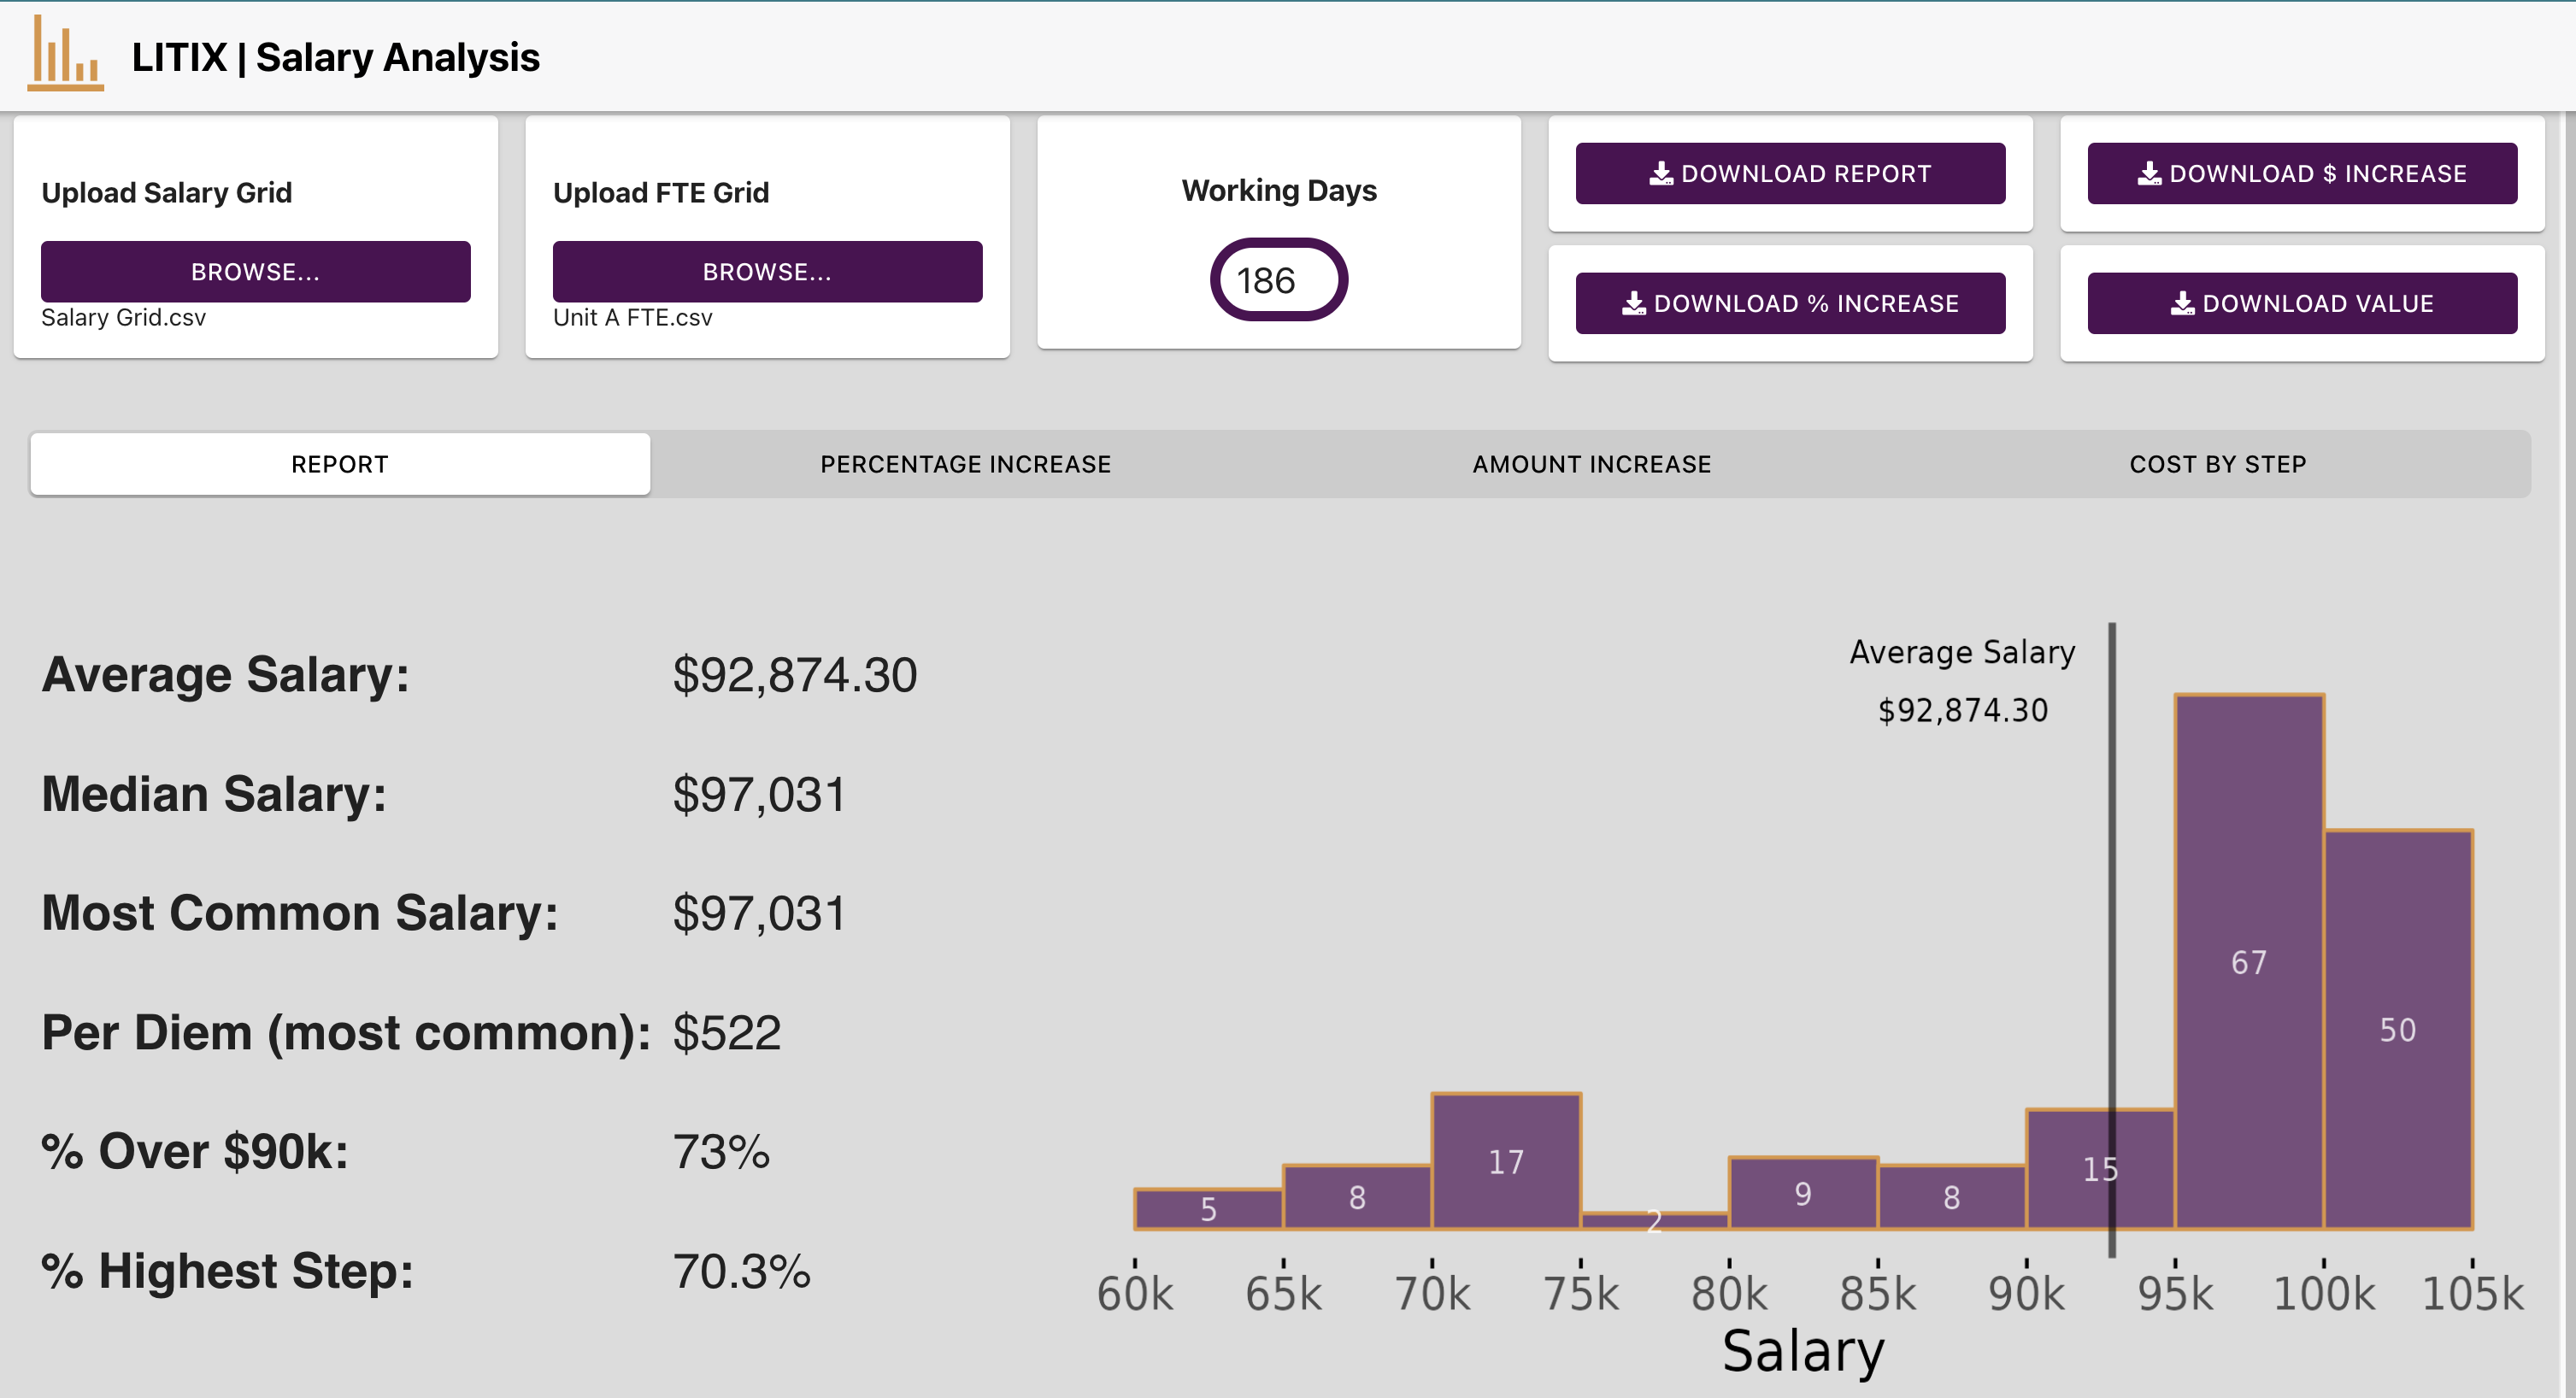 LITIX | Salary Analysis
Upload Salary Grid
BROWSE...
Salary Grid.csv
Upload FTE Grid
BROWSE...
Unit A FTE.csv
Working Days
186
DOWNLOAD REPORT
DOWNLOAD $ INCREASE
DOWNLOAD % INCREASE
DOWNLOAD VALUE
REPORT
PERCENTAGE INCREASE
AMOUNT INCREASE
COST BY STEP
Average Salary: $92,874.30
Median Salary: $97,031
Most Common Salary: $97,031
Per Diem (most common): $522
% Over $90k: 73%
% Highest Step: 70.3%
Average Salary
$92,874.30
5 8 17 2 9 8 15 67 50
60k 65k 70k 75k 80k 85k 90k 95k 100k 105k
Salary